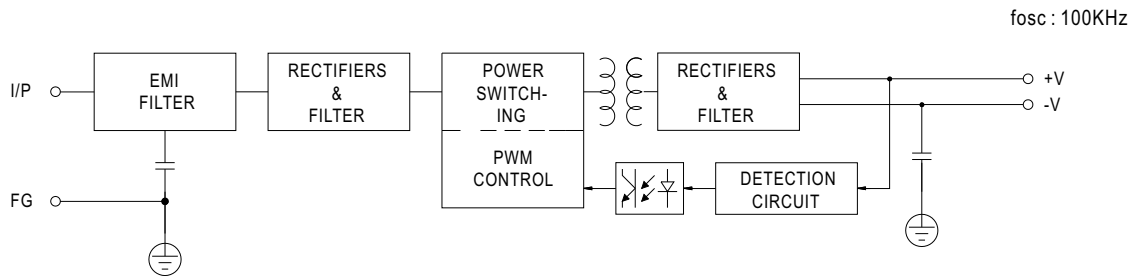 fosc : 100KHz
I/P
EMI
FILTER
RECTIFIERS
&
FILTER
POWER
SWITCH-
ING
PWM
CONTROL
RECTIFIERS
&
FILTER
+V
-V
DETECTION
CIRCUIT
FG